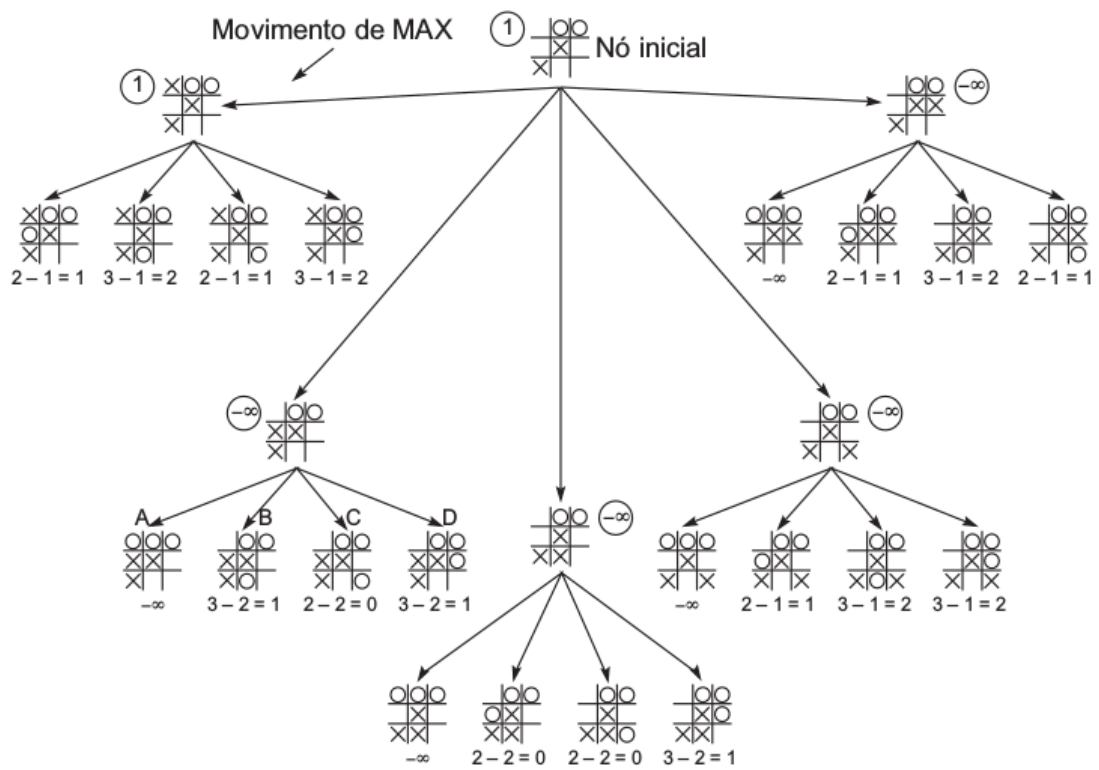 Movimento de MAX
1
Nó inicial
1
–∞
2 – 1 = 1 3 – 1 = 2 2 – 1 = 1 3 – 1 = 2
–∞ 2 – 1 = 1 3 – 1 = 2 2 – 1 = 1
–∞
–∞
A B C D
–∞
–∞ 3 – 2 = 1 2 – 2 = 0 3 – 2 = 1
–∞ 2 – 1 = 1 3 – 1 = 2 3 – 1 = 2
–∞ 2 – 2 = 0 2 – 2 = 0 3 – 2 = 1